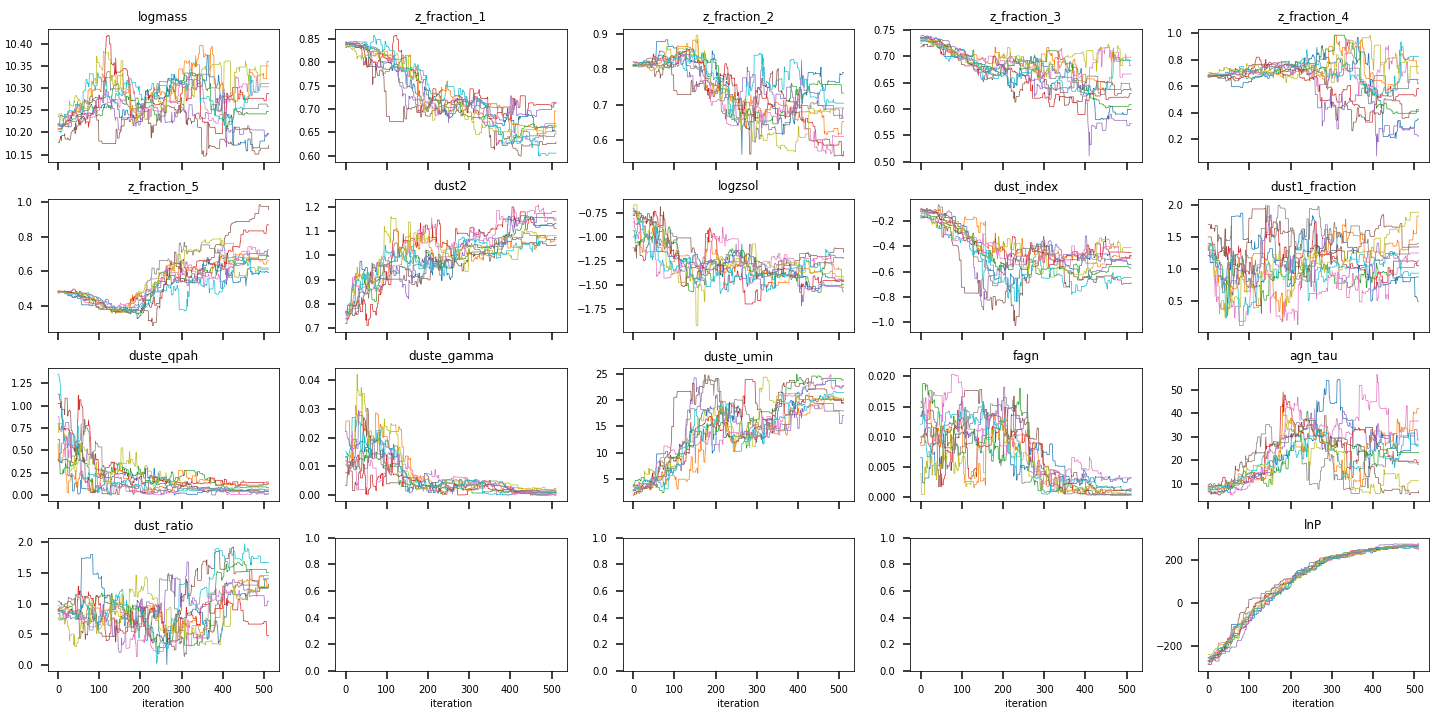 logmass z_fraction_1 z_fraction_2 z_fraction_3 z_fraction_4
10.40 0.85 0.9 0.75 1.0
10.35 0.80 0.8 0.70 0.8
10.30 0.75 0.7 0.65 0.6
10.25 0.70 0.6 0.60 0.4
10.20 0.65 0.55 0.2
10.15 0.60 0.50
z_fraction_5 dust2 logzsol dust_index dust1_fraction
1.0 1.2 −0.75 −0.2 2.0
0.8 1.1 −1.00 −0.4 1.5
0.6 1.0 −1.25 −0.6 1.0
0.4 0.9 −1.50 −0.8 0.5
0.8 −1.75 −1.0
0.7
duste_qpah duste_gamma duste_umin fagn agn_tau
1.25 0.04 25 0.020 50
1.00 0.03 20 0.015 40
0.75 0.02 15 0.010 30
0.50 0.01 10 0.005 20
0.25 0.00 5 0.000 10
0.00
dust_ratio lnP
2.0 1.0 1.0 1.0 200
1.5 0.8 0.8 0.8 0
1.0 0.6 0.6 0.6 −200
0.5 0.4 0.4 0.4
0.0 0.2 0.2 0.2
0.0 0.0 0.0
0 100 200 300 400 500 0 100 200 300 400 500 0 100 200 300 400 500 0 100 200 300 400 500 0 100 200 300 400 500
iteration iteration iteration iteration iteration